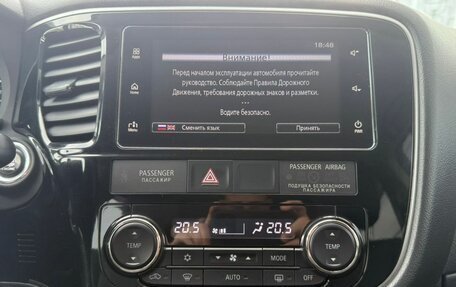 18:46
Внимание!
Apps
Перед началом эксплуатации автомобиля прочитайте
руководство. Соблюдайте Правила Дорожного
Движения, требования дорожных знаков и разметки.
Home
Водите безопасно.
Menu
Сменить язык
Принять
PWR
PASSENGER
ПАССАЖИР
PASSENGER AIRBAG
ПОДУШКА БЕЗОПАСНОСТИ
ПАССАЖИРА
20.5
20.5
TEMP
TEMP
MODE
AUTO
OFF